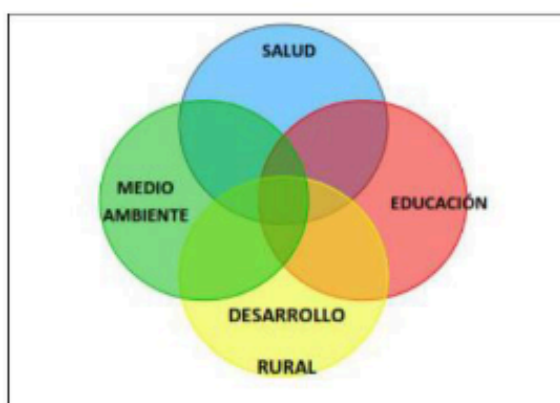 SALUD
MEDIO
AMBIENTE
EDUCACIÓN
DESARROLLO
RURAL